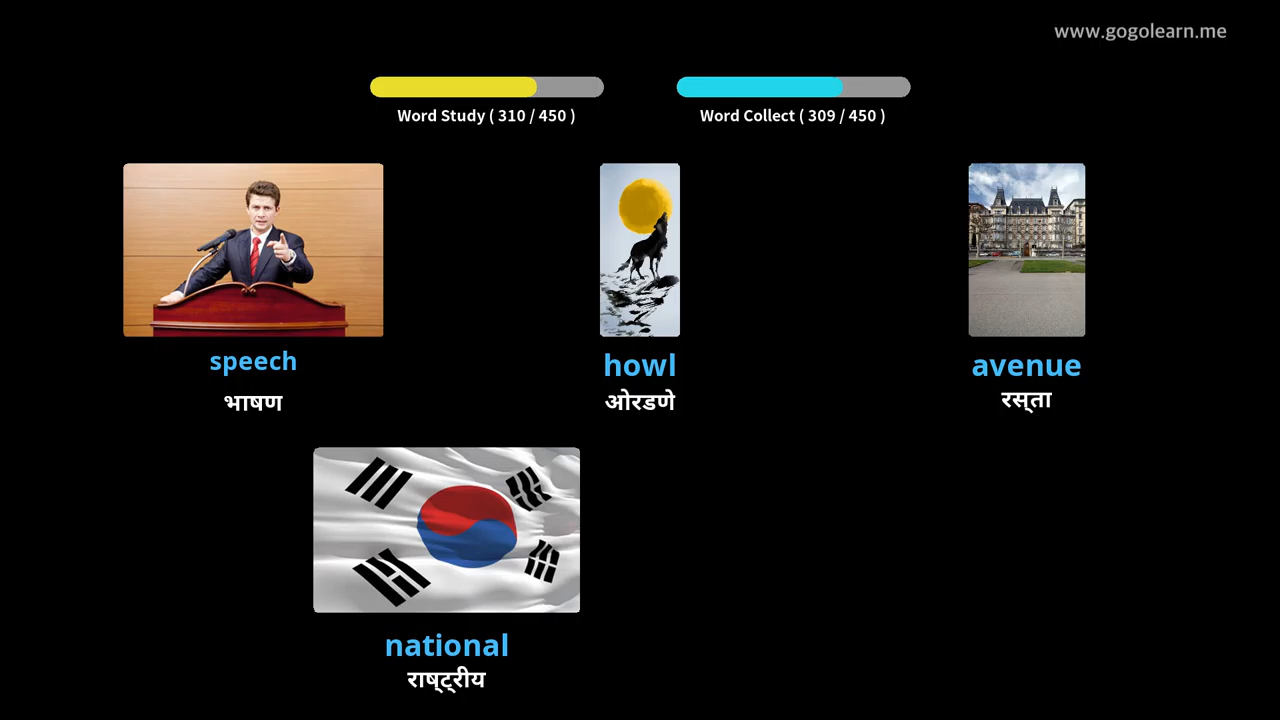 www.gogolearn.me
Word Study ( 310 / 450 )
Word Collect ( 309 / 450 )
speech
भाषण
howl
ओरडणे
avenue
रस्ता
national
राष्ट्रीय